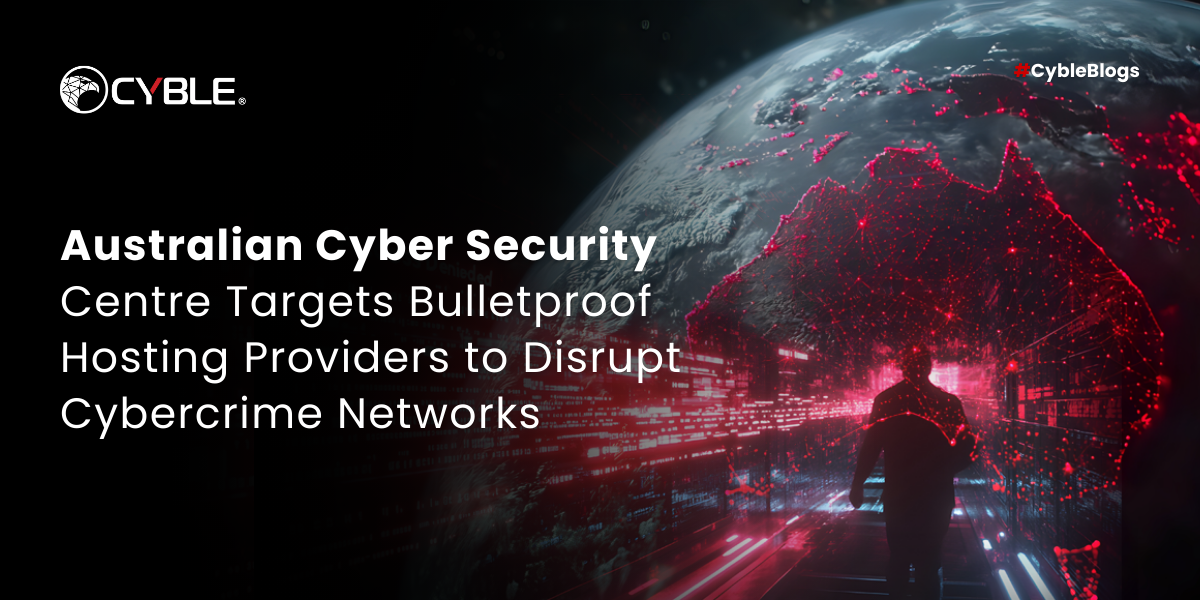 CYBLE®
#CybleBlogs
Australian Cyber Security
Centre Targets Bulletproof
Hosting Providers to Disrupt
Cybercrime Networks